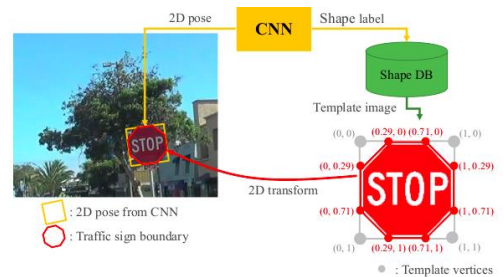 2D pose
CNN
Shape label
Shape DB
Template image
STOP
(0, 0)
(0.29, 0)
(0.71, 0)
(1, 0)
(0, 0.29)
(1, 0.29)
STOP
2D transform
(0, 0.71)
(1, 0.71)
(0, 1)
(0.29, 1)
(0.71, 1)
(1, 1)
: 2D pose from CNN
: Traffic sign boundary
: Template vertices